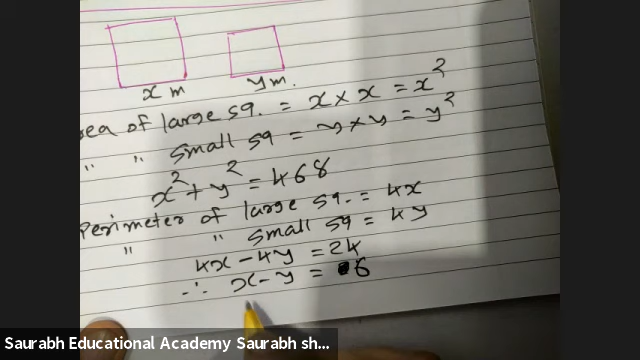 x m
y m.
ea of large sq. = x × x = x²
" " small sq = y × y = y²
x² + y² = 468
Perimeter of large sq. = 4x
" " small sq = 4y
4x - 4y = 24
∴ x - y = 6
Saurabh Educational Academy Saurabh sh...